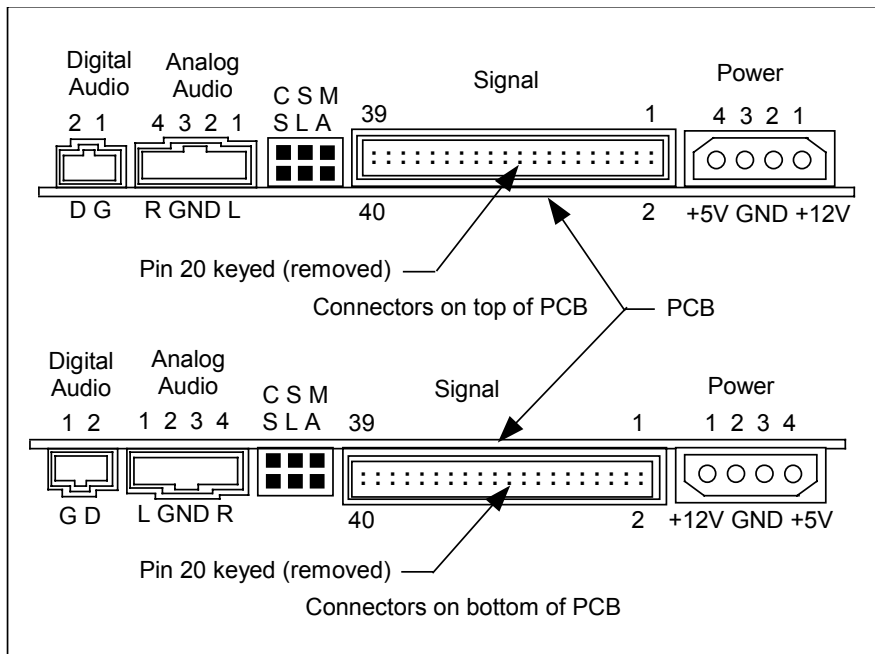 Digital Audio
Analog Audio
C S M
S L A
Signal
Power
2 1
4 3 2 1
39
1
4 3 2 1
D G
R GND L
40
2
+5V GND +12V
Pin 20 keyed (removed)
Connectors on top of PCB
PCB
Digital Audio
Analog Audio
C S M
S L A
Signal
Power
1 2
1 2 3 4
39
1
1 2 3 4
G D
L GND R
40
2
+12V GND +5V
Pin 20 keyed (removed)
Connectors on bottom of PCB